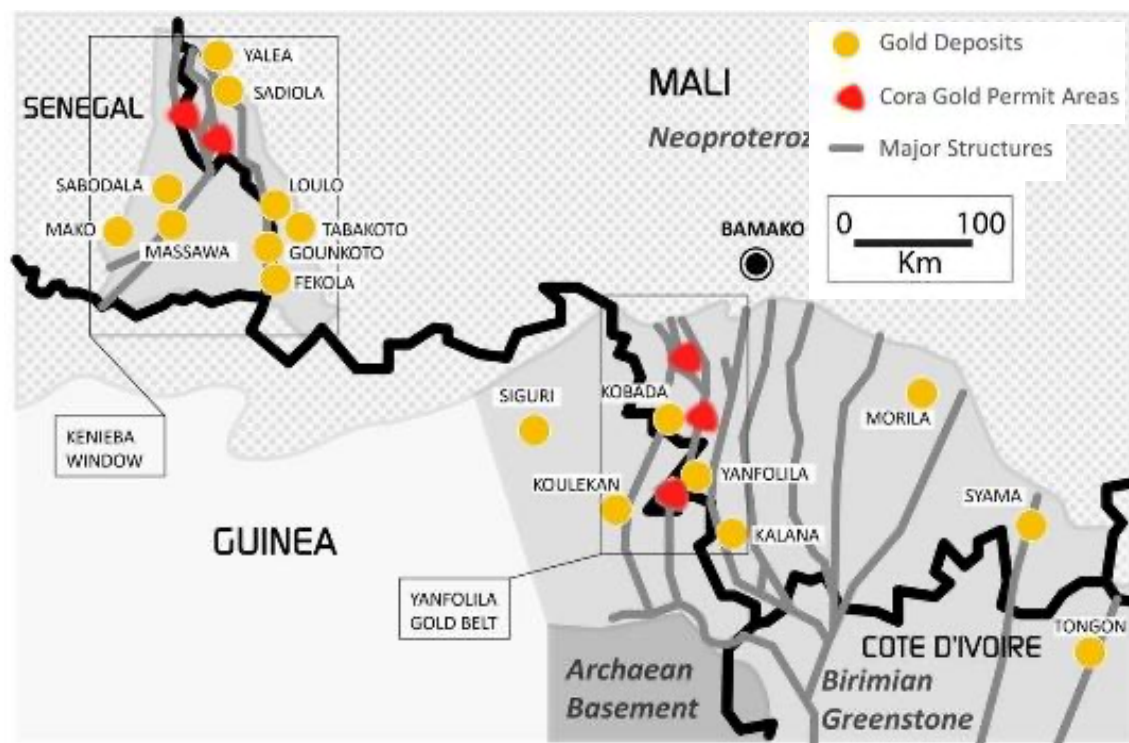 YALEA
SADIOLA
SENEGAL
SABODALA
MAKO
MASSAWA
LOULO
TABAKOTO
GOUNKOTO
FEKOLA
MALI
Neoproteroz
Gold Deposits
Cora Gold Permit Areas
Major Structures
0 100
Km
BAMAKO
KENIEBA
WINDOW
SIGURI
KOBADA
MORILA
KOULEKAN
YANFOLILA
SYAMA
KALANA
GUINEA
YANFOLILA
GOLD BELT
COTE D'IVOIRE
TONGON
Archaean
Basement
Birimian
Greenstone